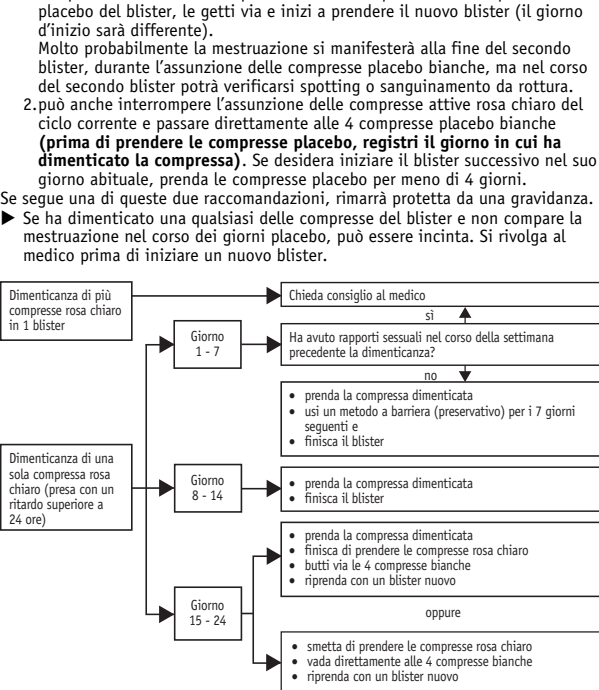 placebo del blister, le getti via e inizi a prendere il nuovo blister (il giorno
d'inizio sarà differente).
Molto probabilmente la mestruazione si manifesterà alla fine del secondo
blister, durante l'assunzione delle compresse placebo bianche, ma nel corso
del secondo blister potrà verificarsi spotting o sanguinamento da rottura.
2.può anche interrompere l'assunzione delle compresse attive rosa chiaro del
ciclo corrente e passare direttamente alle 4 compresse placebo bianche
(prima di prendere le compresse placebo, registri il giorno in cui ha
dimenticato la compressa). Se desidera iniziare il blister successivo nel suo
giorno abituale, prenda le compresse placebo per meno di 4 giorni.
Se segue una di queste due raccomandazioni, rimarrà protetta da una gravidanza.
▶ Se ha dimenticato una qualsiasi delle compresse del blister e non compare la
mestruazione nel corso dei giorni placebo, può essere incinta. Si rivolga al
medico prima di iniziare un nuovo blister.
Dimenticanza di più
compresse rosa chiaro
in 1 blister
Chieda consiglio al medico
sì
Giorno
1 - 7
Ha avuto rapporti sessuali nel corso della settimana
precedente la dimenticanza?
no
• prenda la compressa dimenticata
• usi un metodo a barriera (preservativo) per i 7 giorni
seguenti e
• finisca il blister
Dimenticanza di una
sola compressa rosa
chiaro (presa con un
ritardo superiore a
24 ore)
Giorno
8 - 14
• prenda la compressa dimenticata
• finisca il blister
Giorno
15 - 24
• prenda la compressa dimenticata
• finisca di prendere le compresse rosa chiaro
• butti via le 4 compresse bianche
• riprenda con un blister nuovo
oppure
• smetta di prendere le compresse rosa chiaro
• vada direttamente alle 4 compresse bianche
• riprenda con un blister nuovo